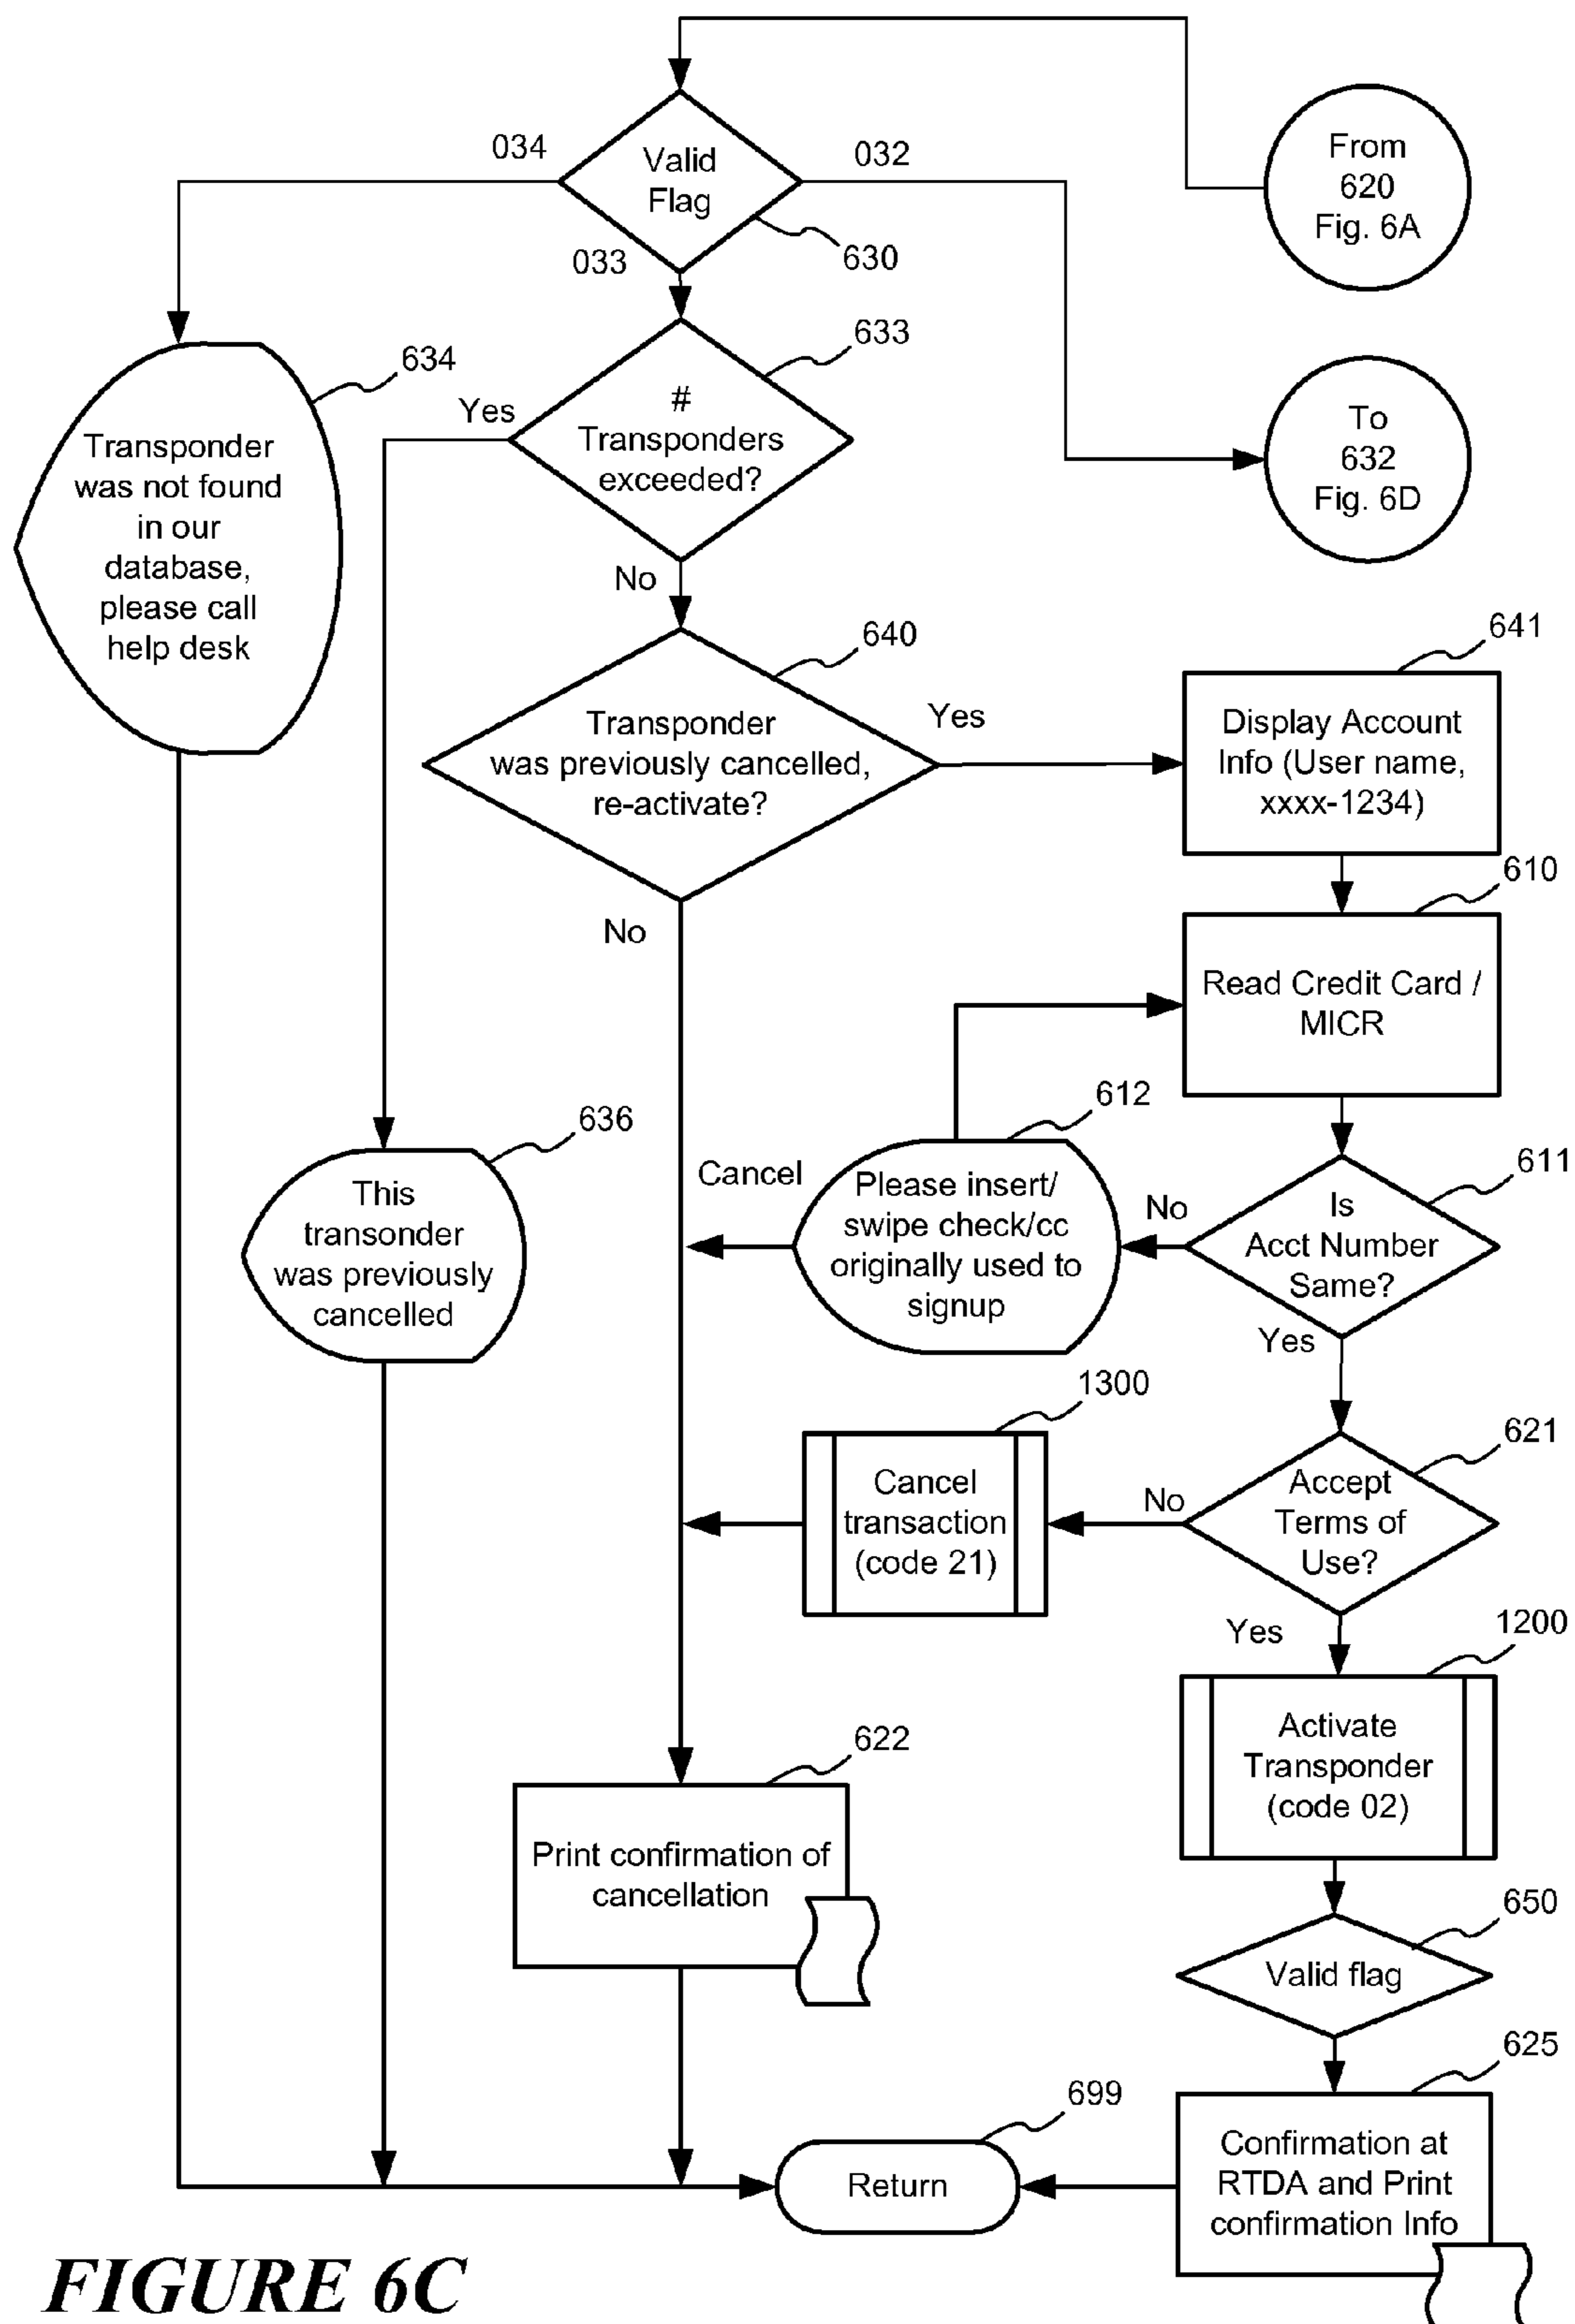 034
Valid
Flag
032
From
620
Fig. 6A
630
033
634
633
#
Transponders
exceeded?
Yes
To
632
Fig. 6D
Transponder
was not found
in our
database,
please call
help desk
No
640
641
Transponder
was previously cancelled,
re-activate?
Yes
Display Account
Info (User name,
xxxx-1234)
610
No
Read Credit Card /
MICR
612
636
611
Cancel
Please insert/
swipe check/cc
originally used to
signup
No
Is
Acct Number
Same?
This
transonder
was previously
cancelled
Yes
1300
621
Cancel
transaction
(code 21)
No
Accept
Terms of
Use?
Yes
1200
622
Activate
Transponder
(code 02)
Print confirmation of
cancellation
650
Valid flag
625
699
Return
Confirmation at
RTDA and Print
confirmation Info
FIGURE 6C